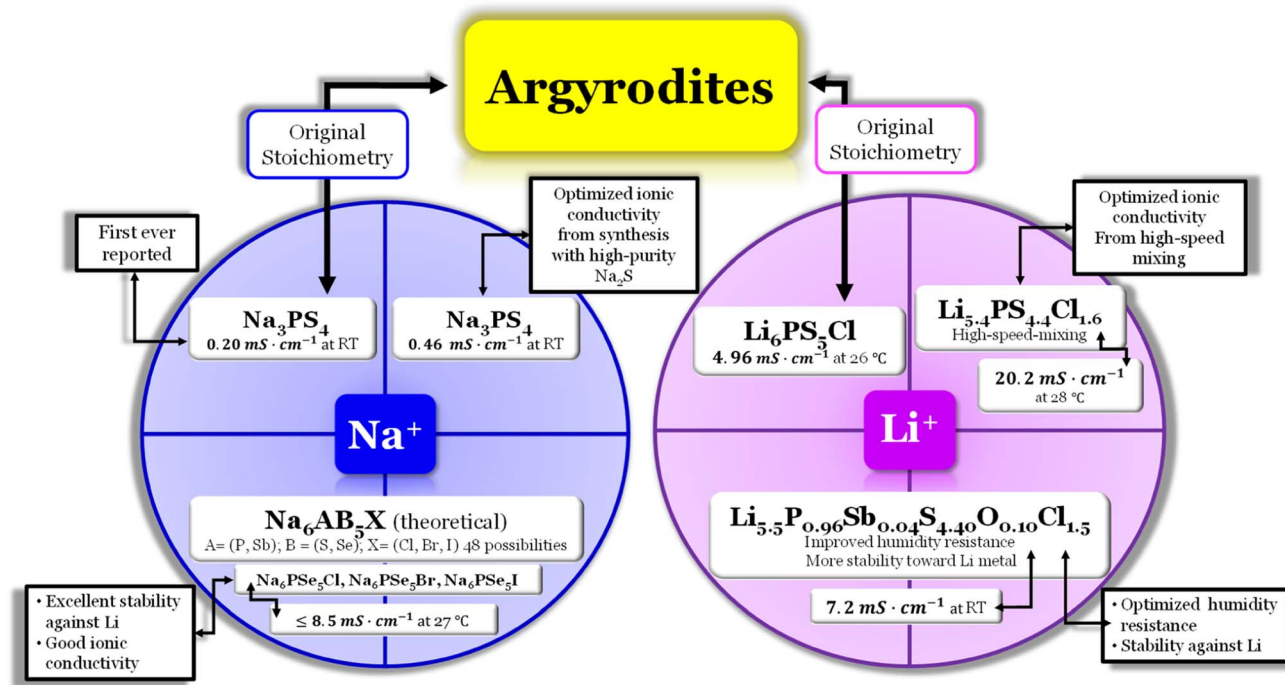 Argyrodites
Original
Stoichiometry
Original
Stoichiometry
First ever
reported
Optimized ionic
conductivity
from synthesis
with high-purity
Na₂S
Optimized ionic
conductivity
From high-speed
mixing
Na₃PS₄
0.20 mS · cm⁻¹ at RT
Na₃PS₄
0.46 mS · cm⁻¹ at RT
Li₆PS₅Cl
4.96 mS · cm⁻¹ at 26 °C
Li₅.₄PS₄.₄Cl₁.₆
High-speed-mixing
20.2 mS · cm⁻¹
at 28 °C
Na⁺
Li⁺
Na₆AB₅X (theoretical)
A= (P, Sb); B = (S, Se); X= (Cl, Br, I) 48 possibilities
Na₆PSe₅Cl, Na₆PSe₅Br, Na₆PSe₅I
≤ 8.5 mS · cm⁻¹ at 27 °C
• Excellent stability
against Li
• Good ionic
conductivity
Li₅.₅P₀.₉₆Sb₀.₀₄S₄.₄₀O₀.₁₀Cl₁.₅
Improved humidity resistance
More stability toward Li metal
7.2 mS · cm⁻¹ at RT
• Optimized humidity
resistance
• Stability against Li